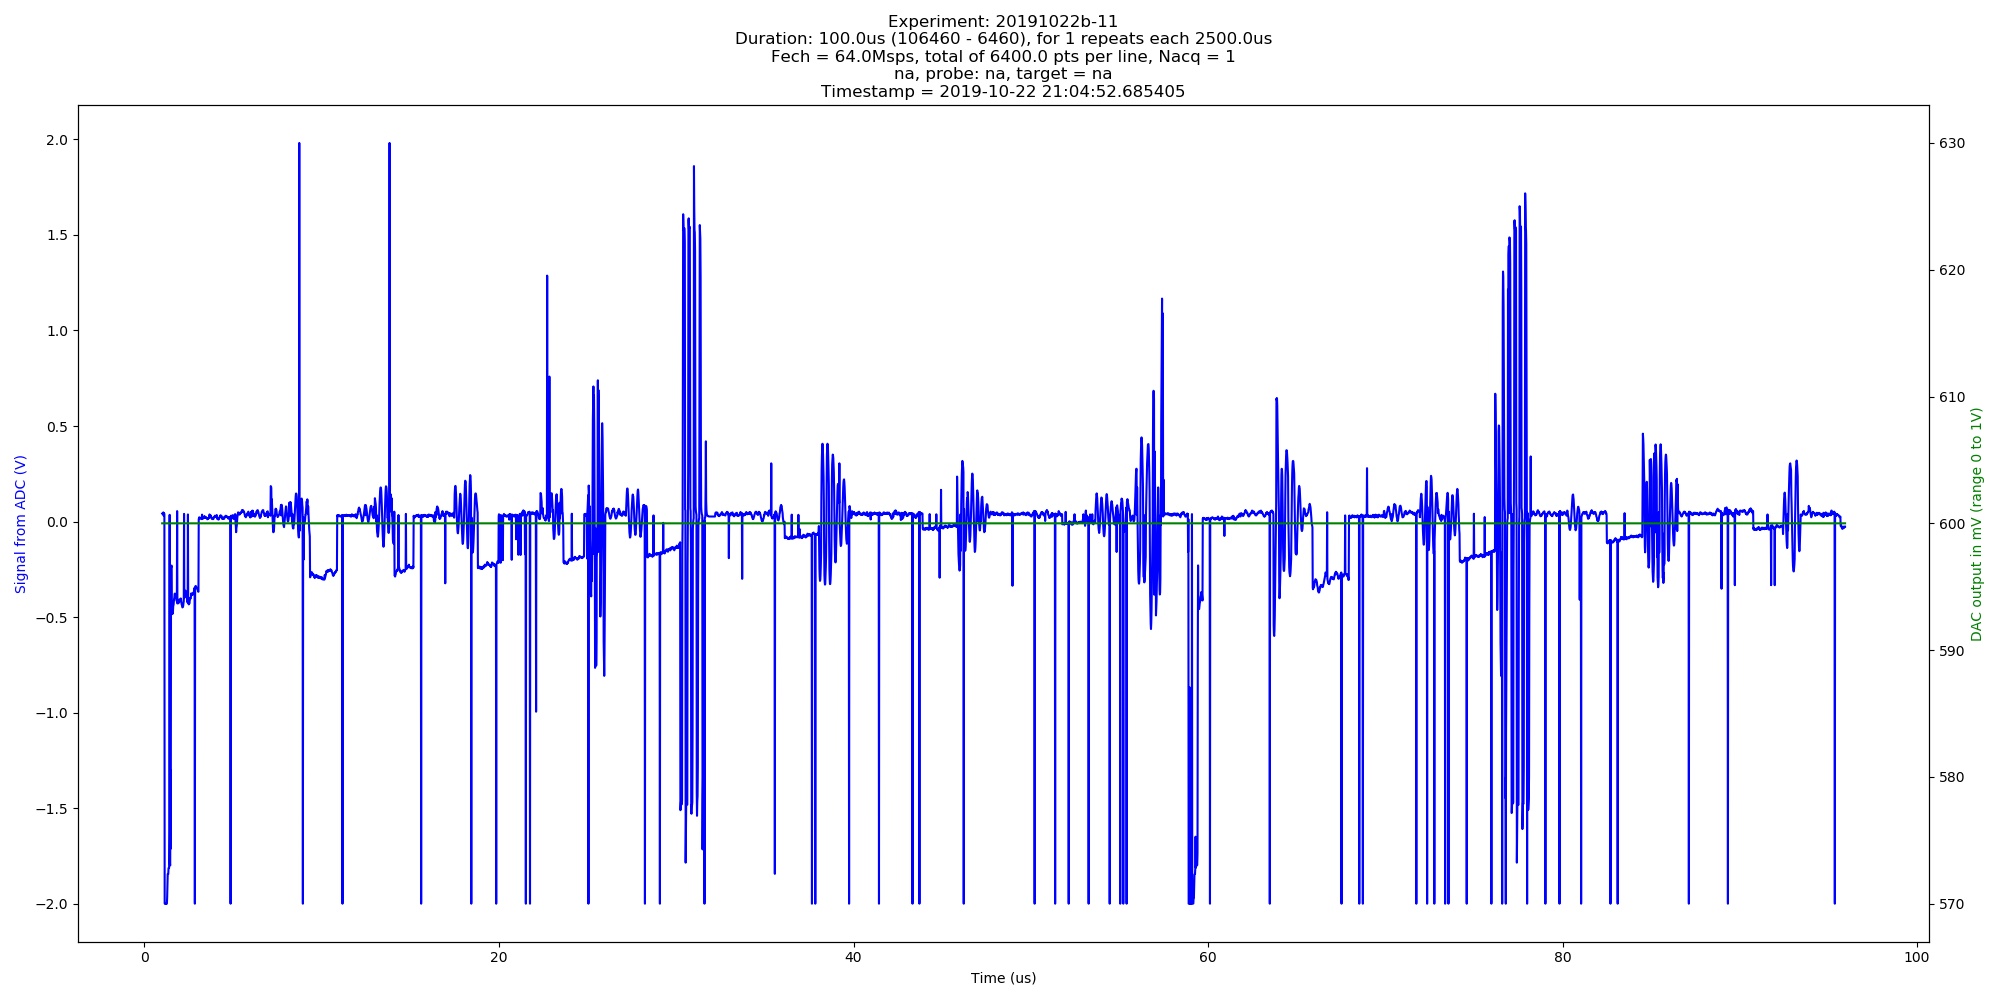 Experiment: 20191022b-11
Duration: 100.0us (106460 - 6460), for 1 repeats each 2500.0us
Fech = 64.0Msps, total of 6400.0 pts per line, Nacq = 1
na, probe: na, target = na
Timestamp = 2019-10-22 21:04:52.685405
Signal from ADC (V)
2.0
1.5
1.0
0.5
0.0
−0.5
−1.0
−1.5
−2.0
630
620
610
600
590
580
570
DAC output in mV (range 0 to 1V)
0
20
40
60
80
100
Time (us)